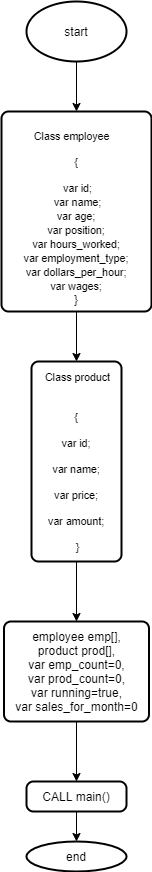 start
Class employee
{
var id;
var name;
var age;
var position;
var hours_worked;
var employment_type;
var dollars_per_hour;
var wages;
}
Class product
{
var id;
var name;
var price;
var amount;
}
employee emp[],
product prod[],
var emp_count=0,
var prod_count=0,
var running=true,
var sales_for_month=0
CALL main()
end